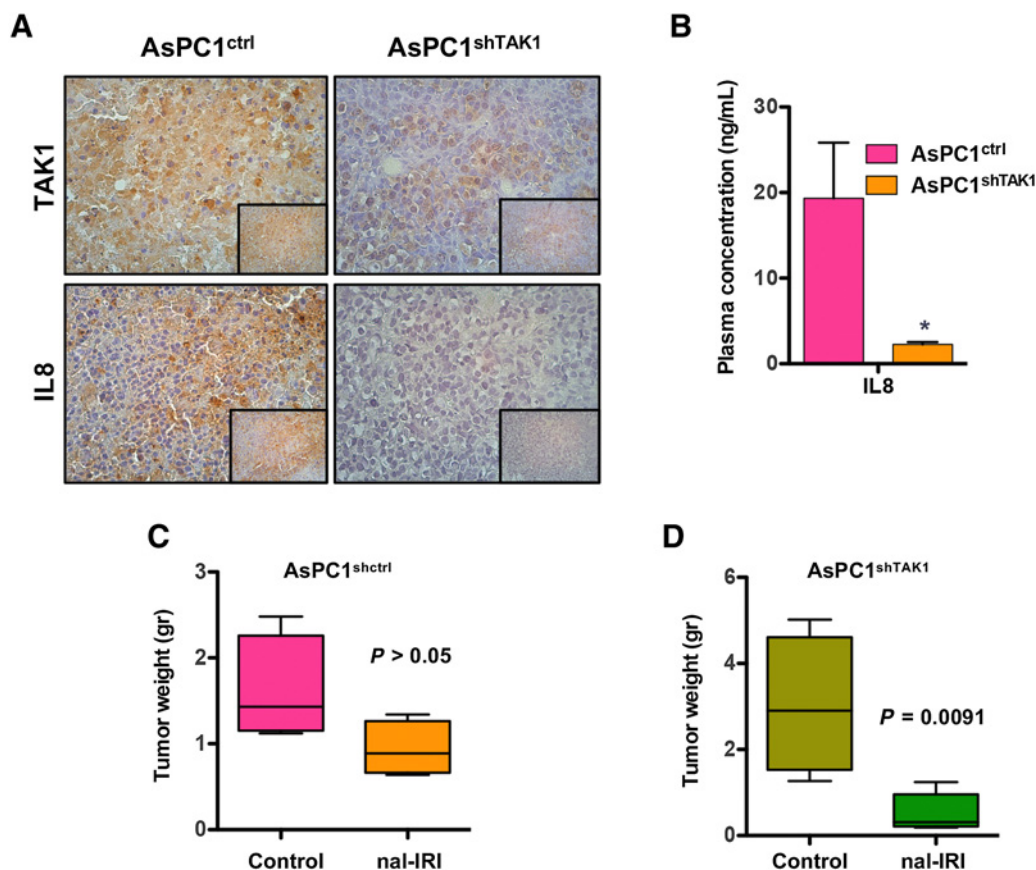 A
AsPC1ctrl
AsPC1shTAK1
TAK1
IL8
B
Plasma concentration (ng/mL)
30
20
10
0
AsPC1ctrl
AsPC1shTAK1
*
IL8
C
AsPC1shctrl
Tumor weight (gr)
3
2
1
0
P > 0.05
Control
nal-IRI
D
AsPC1shTAK1
Tumor weight (gr)
6
4
2
0
P = 0.0091
Control
nal-IRI